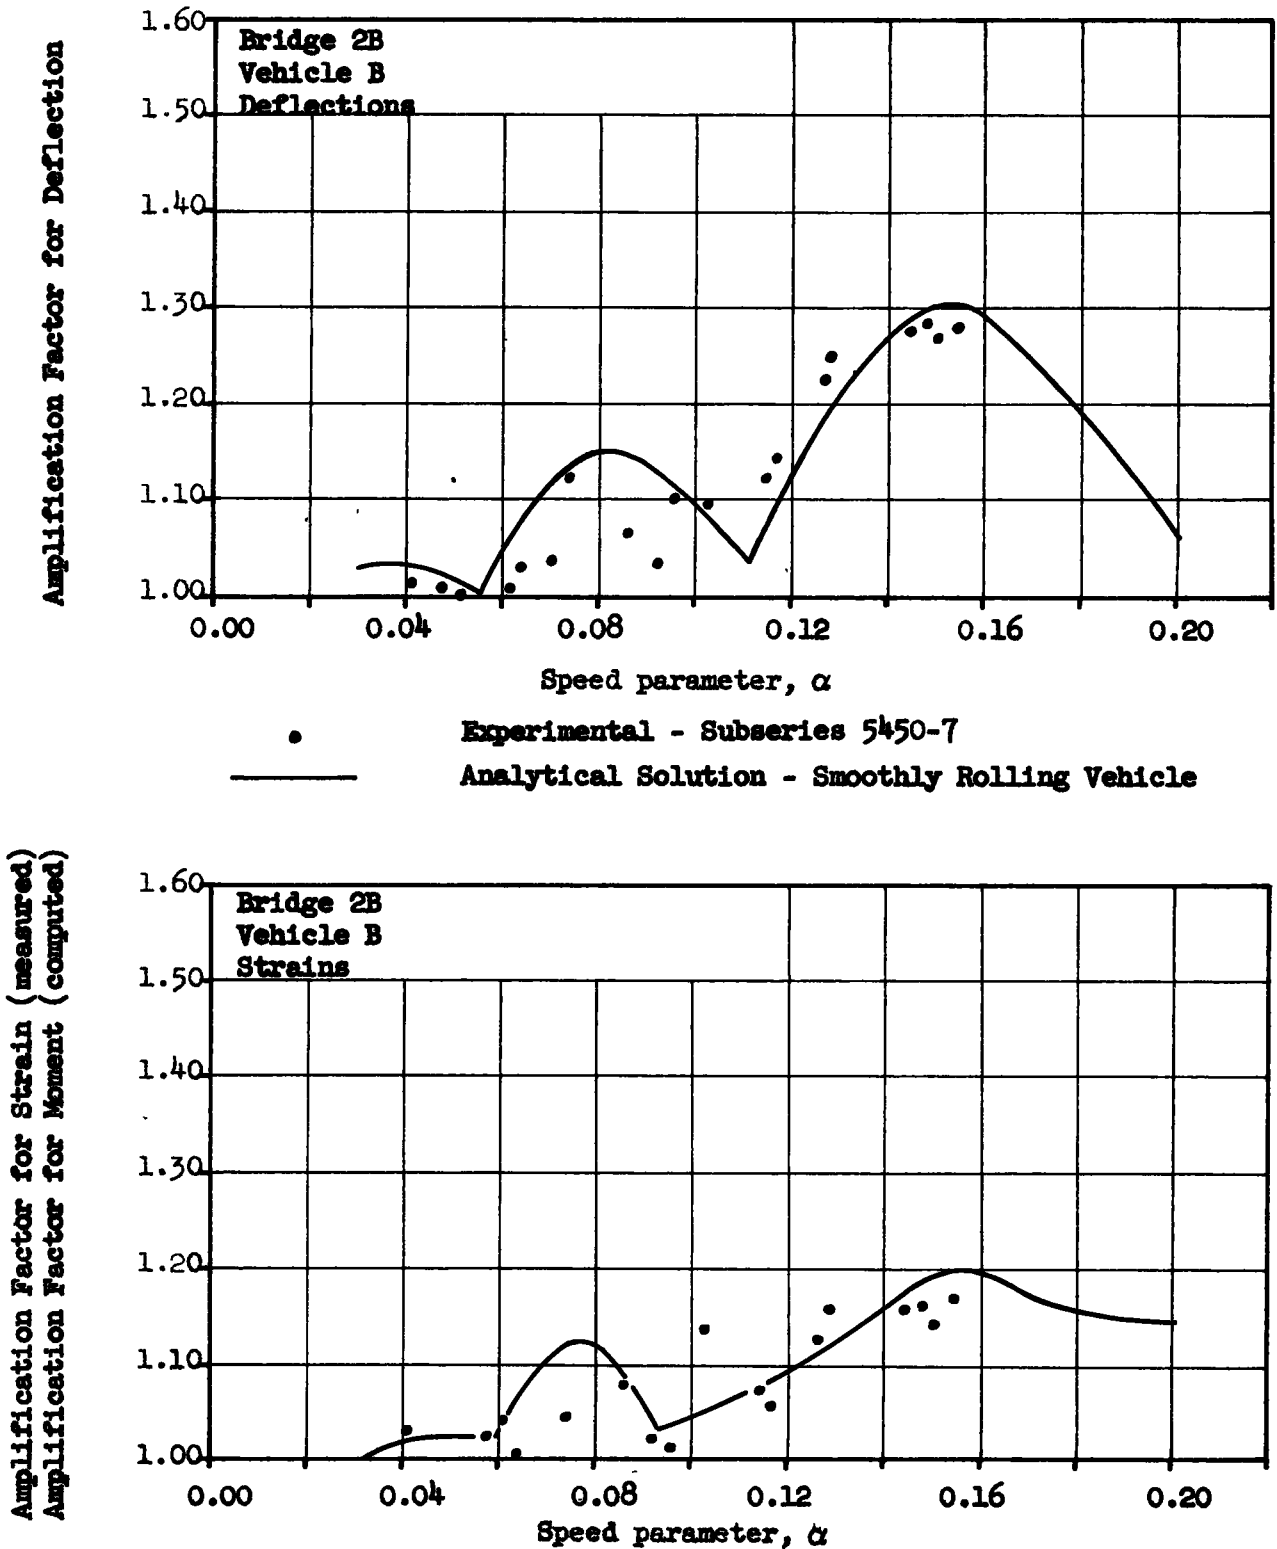 Amplification Factor for Deflection
1.60
1.50
1.40
1.30
1.20
1.10
1.00
Bridge 2B
Vehicle B
Deflections
0.00 0.04 0.08 0.12 0.16 0.20
Speed parameter, α
Experimental - Subseries 5450-7
Analytical Solution - Smoothly Rolling Vehicle
Amplification Factor for Strain (measured)
Amplification Factor for Moment (computed)
1.60
1.50
1.40
1.30
1.20
1.10
1.00
Bridge 2B
Vehicle B
Strains
0.00 0.04 0.08 0.12 0.16 0.20
Speed parameter, α